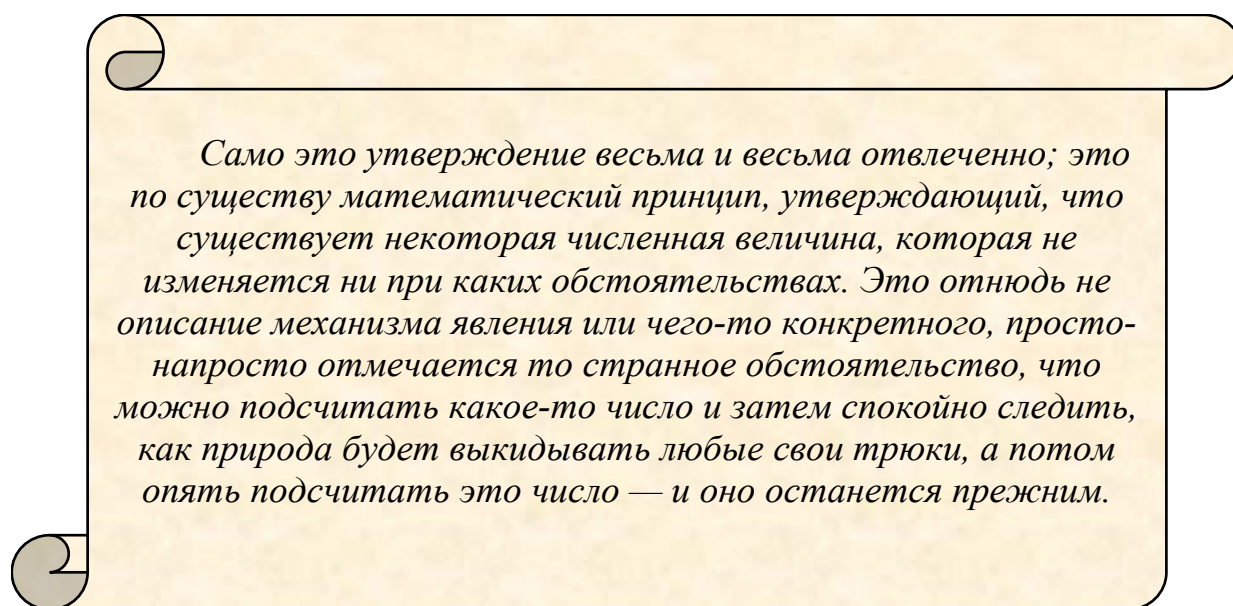 Само это утверждение весьма и весьма отвлеченно; это
по существу математический принцип, утверждающий, что
существует некоторая численная величина, которая не
изменяется ни при каких обстоятельствах. Это отнюдь не
описание механизма явления или чего-то конкретного, просто-
напросто отмечается то странное обстоятельство, что
можно подсчитать какое-то число и затем спокойно следить,
как природа будет выкидывать любые свои трюки, а потом
опять подсчитать это число — и оно останется прежним.